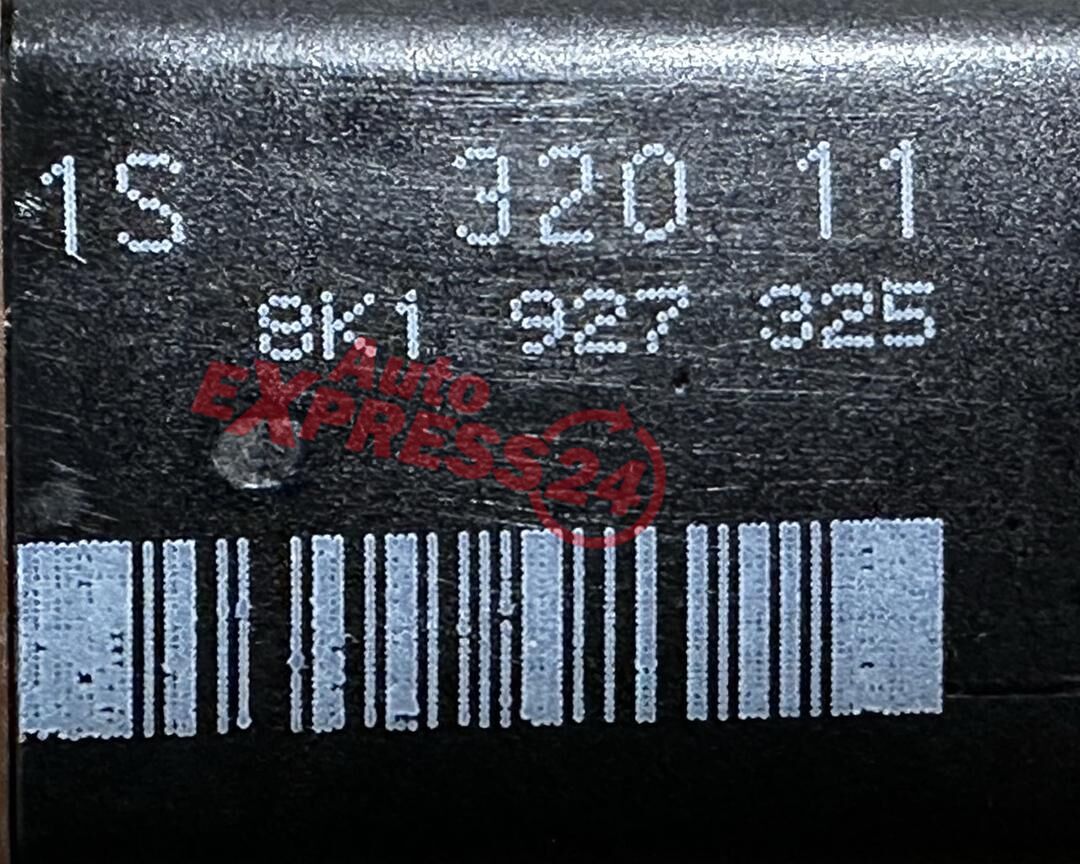 1S 320 11
8K1 927 325
Auto
EXPRESS24